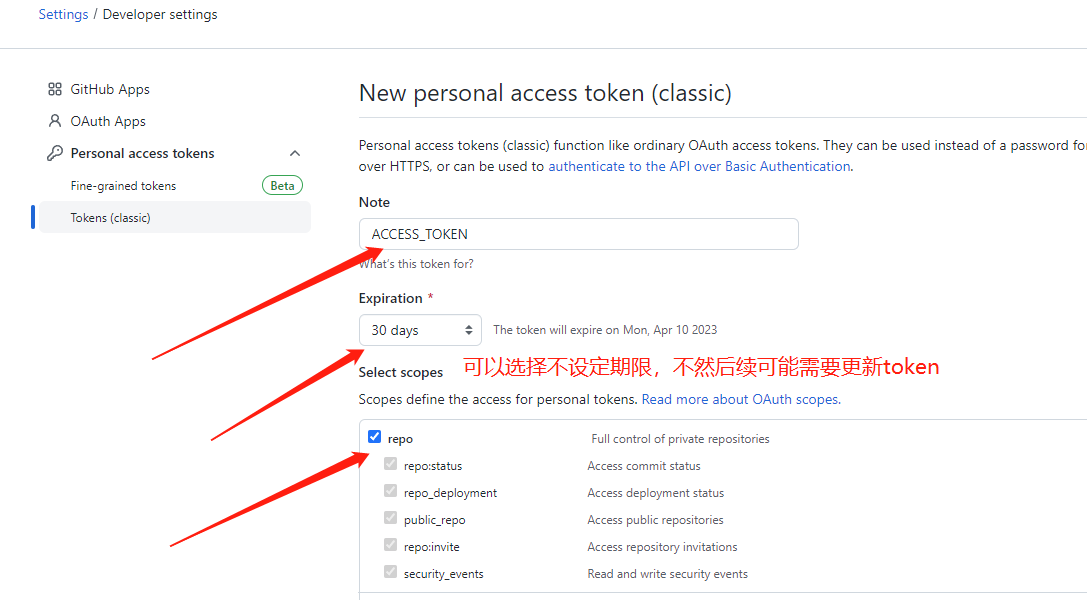 Settings / Developer settings
GitHub Apps
OAuth Apps
Personal access tokens
Fine-grained tokens Beta
Tokens (classic)
New personal access token (classic)
Personal access tokens (classic) function like ordinary OAuth access tokens. They can be used instead of a password fo
over HTTPS, or can be used to authenticate to the API over Basic Authentication.
Note
ACCESS_TOKEN
What's this token for?
Expiration *
30 days The token will expire on Mon, Apr 10 2023
可以选择不设定期限，不然后续可能需要更新token
Select scopes
Scopes define the access for personal tokens. Read more about OAuth scopes.
repo Full control of private repositories
repo:status Access commit status
repo_deployment Access deployment status
public_repo Access public repositories
repo:invite Access repository invitations
security_events Read and write security events